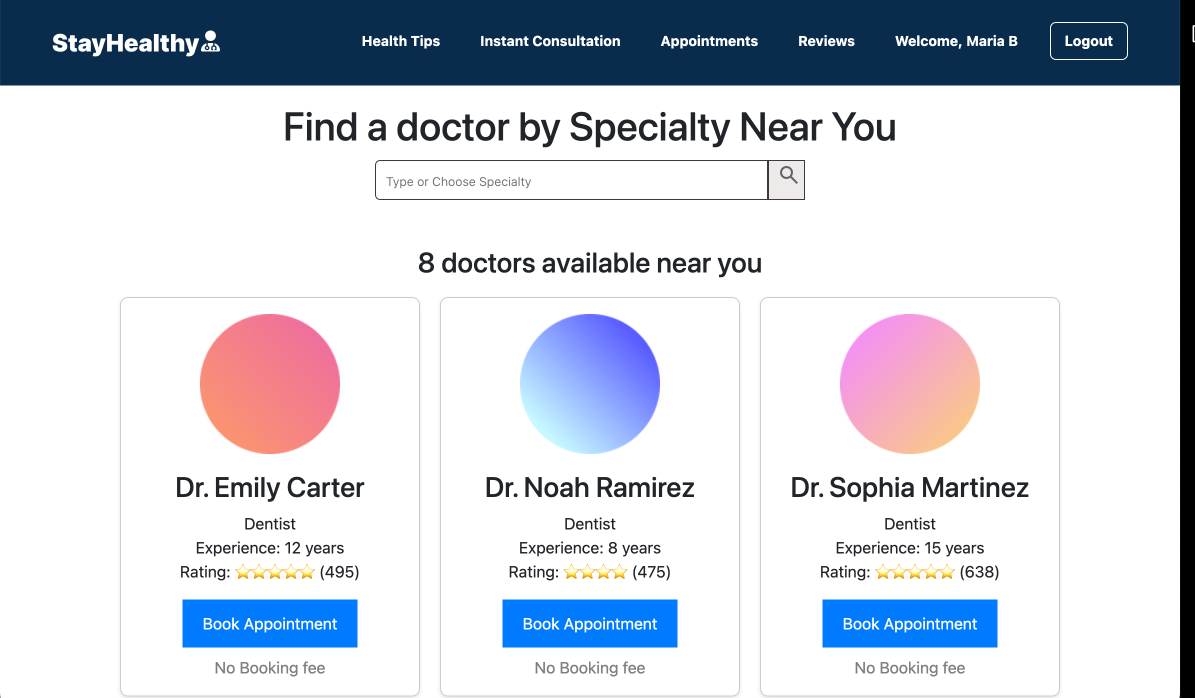 StayHealthy
Health Tips
Instant Consultation
Appointments
Reviews
Welcome, Maria B
Logout
Find a doctor by Specialty Near You
Type or Choose Specialty
8 doctors available near you
Dr. Emily Carter
Dentist
Experience: 12 years
Rating: ⭐⭐⭐⭐⭐ (495)
Book Appointment
No Booking fee
Dr. Noah Ramirez
Dentist
Experience: 8 years
Rating: ⭐⭐⭐⭐ (475)
Book Appointment
No Booking fee
Dr. Sophia Martinez
Dentist
Experience: 15 years
Rating: ⭐⭐⭐⭐⭐ (638)
Book Appointment
No Booking fee